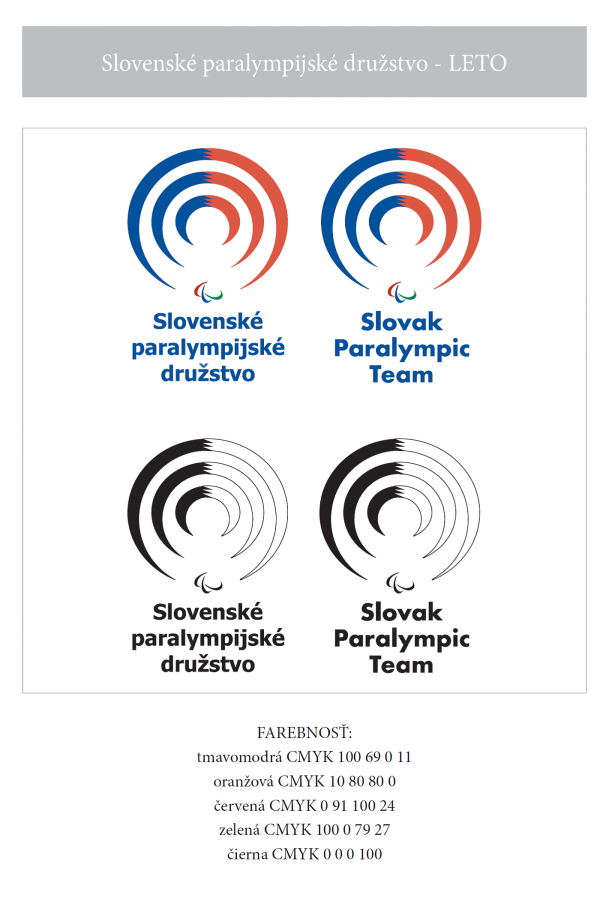 Slovenské paralympijské družstvo - LETO
Slovenské
paralympijské
družstvo
Slovak
Paralympic
Team
Slovenské
paralympijské
družstvo
Slovak
Paralympic
Team
FAREBNOSŤ:
tmavomodrá CMYK 100 69 0 11
oranžová CMYK 10 80 80 0
červená CMYK 0 91 100 24
zelená CMYK 100 0 79 27
čierna CMYK 0 0 0 100